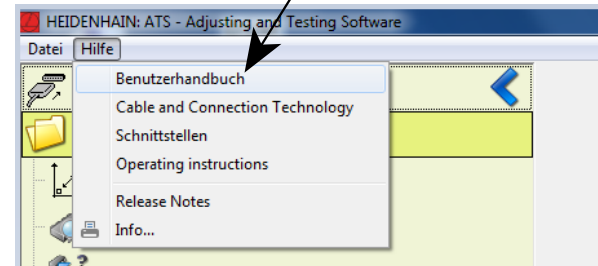 HEIDENHAIN: ATS - Adjusting and Testing Software
Datei Hilfe
Benutzerhandbuch
Cable and Connection Technology
Schnittstellen
Operating instructions
Release Notes
Info...
?